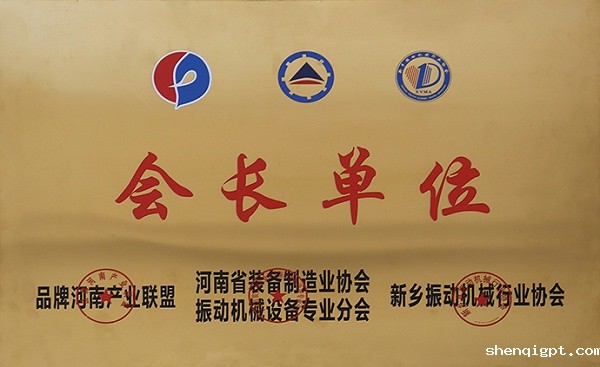 XVMA
会长单位
品牌河南产业联盟
河南省装备制造业协会
振动机械设备专业分会
新乡振动机械行业协会
shenqigpt.com